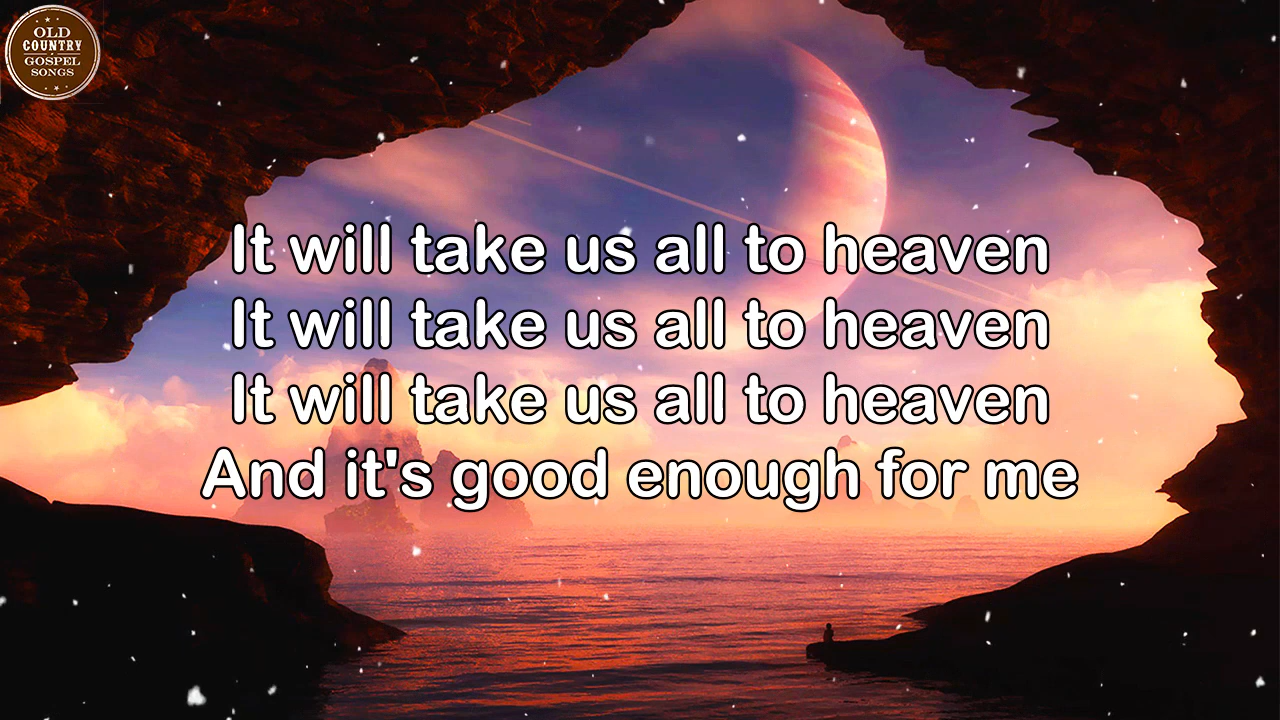 OLD
COUNTRY
GOSPEL
SONGS
It will take us all to heaven
It will take us all to heaven
It will take us all to heaven
And it's good enough for me